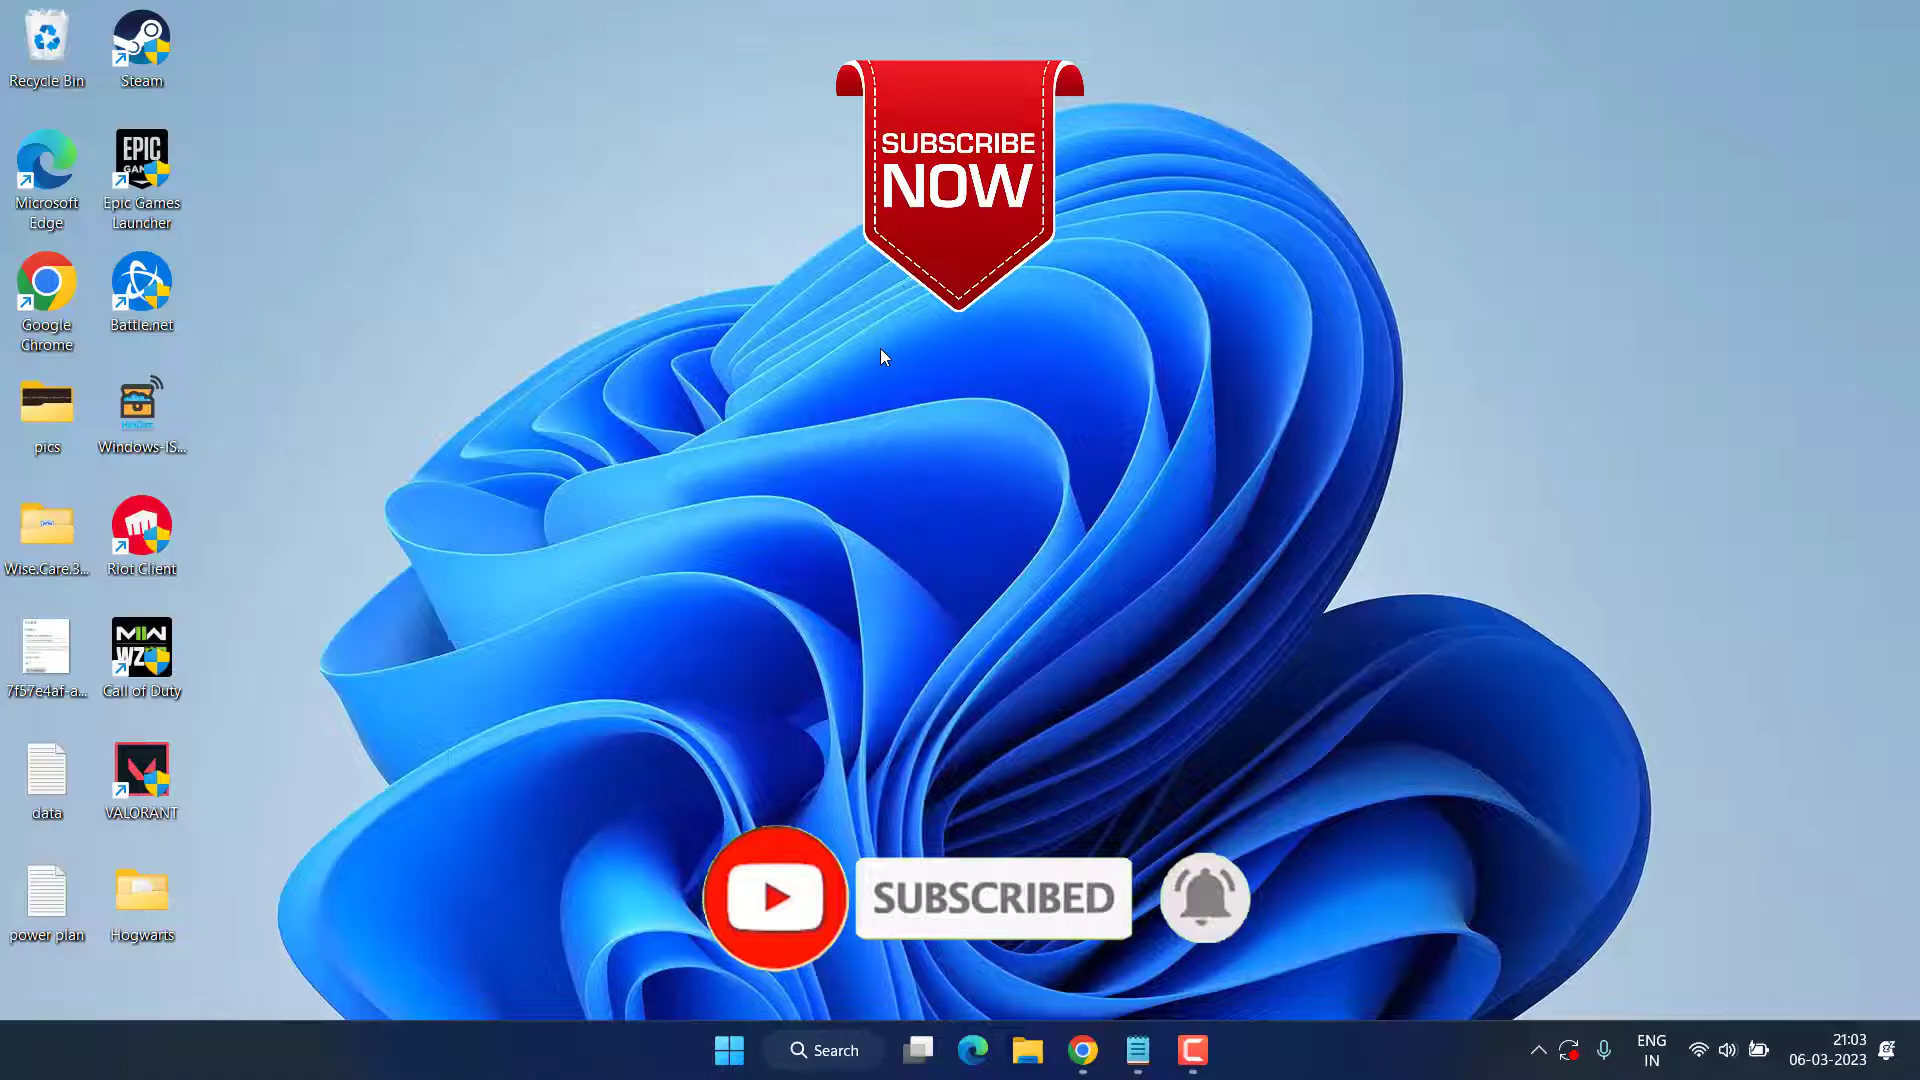 Recycle Bin
Steam
EPIC
GAMES
Microsoft
Edge
Epic Games
Launcher
Google
Chrome
Battle.net
pics
Windows-IS...
Wise.Care.3...
Riot Client
MW
WZ
7f57e4af-a...
Call of Duty
data
VALORANT
power plan
Hogwarts
SUBSCRIBE
NOW
SUBSCRIBED
Search
ENG
IN
21:03
06-03-2023